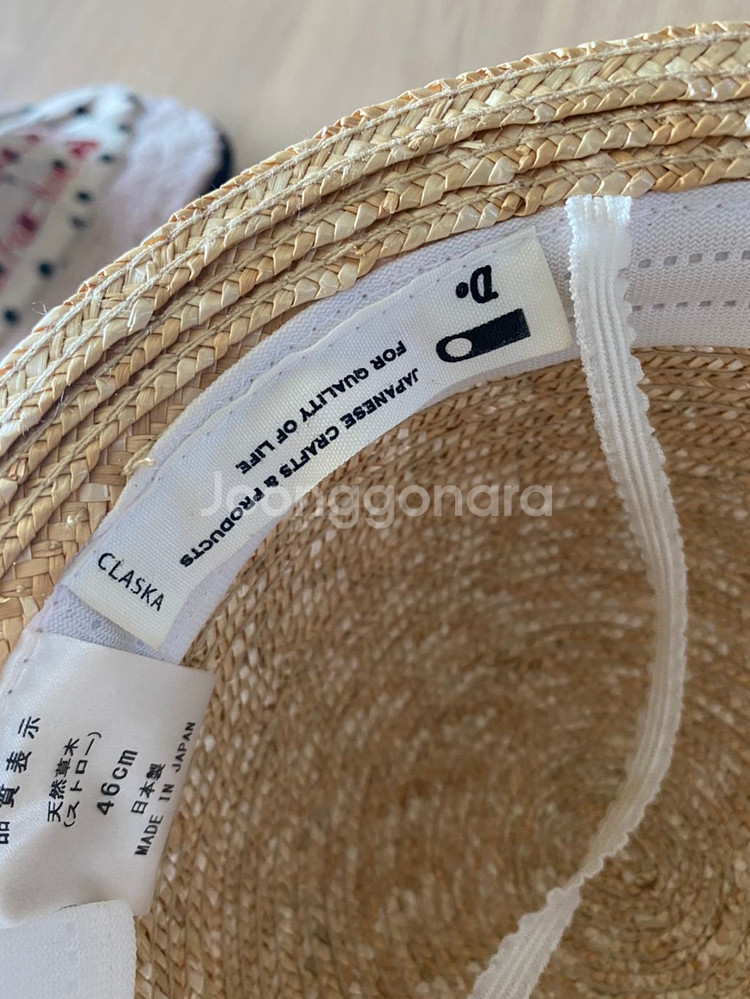 Do
JAPANESE CRAFTS & PRODUCTS
FOR QUALITY OF LIFE
CLASKA
品質表示
天然草木
(ストロー)
46cm
日本製
MADE IN JAPAN
Joonggonara